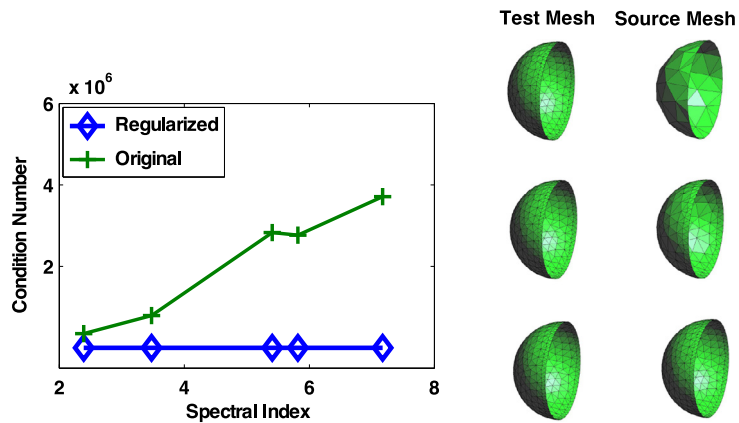 Test Mesh Source Mesh
x 10^6
6
4
2
Condition Number
Regularized
Original
2 4 6 8
Spectral Index